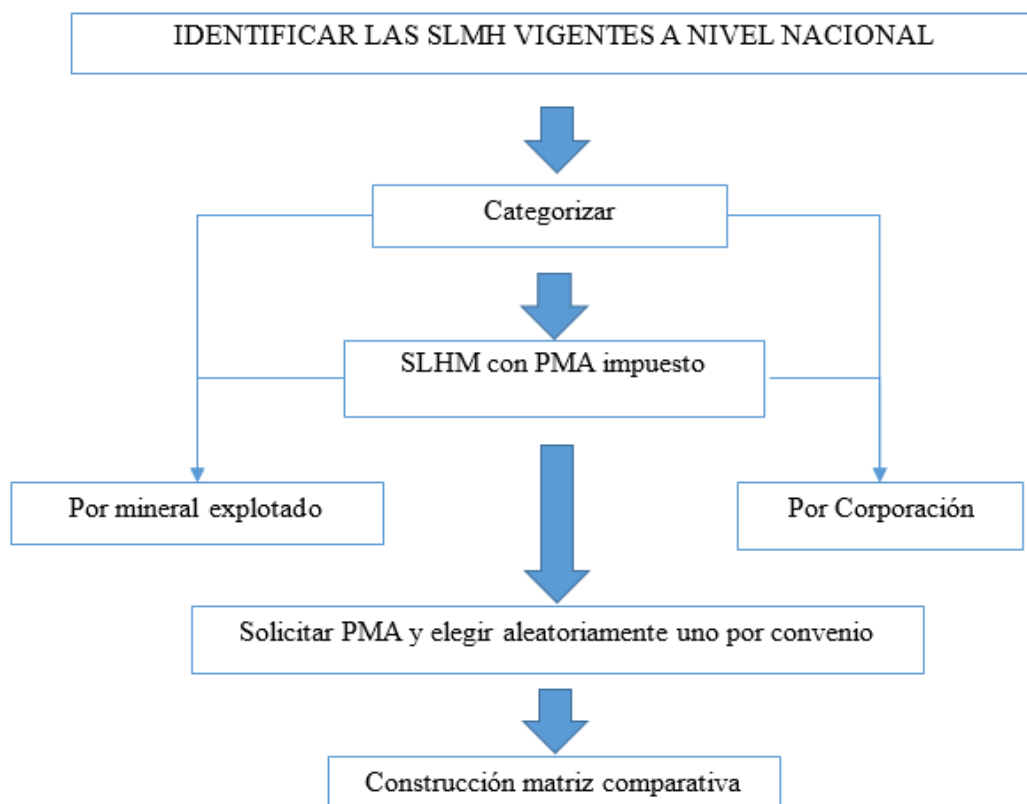 IDENTIFICAR LAS SLMH VIGENTES A NIVEL NACIONAL
Categorizar
SLHM con PMA impuesto
Por mineral explotado
Por Corporación
Solicitar PMA y elegir aleatoriamente uno por convenio
Construcción matriz comparativa